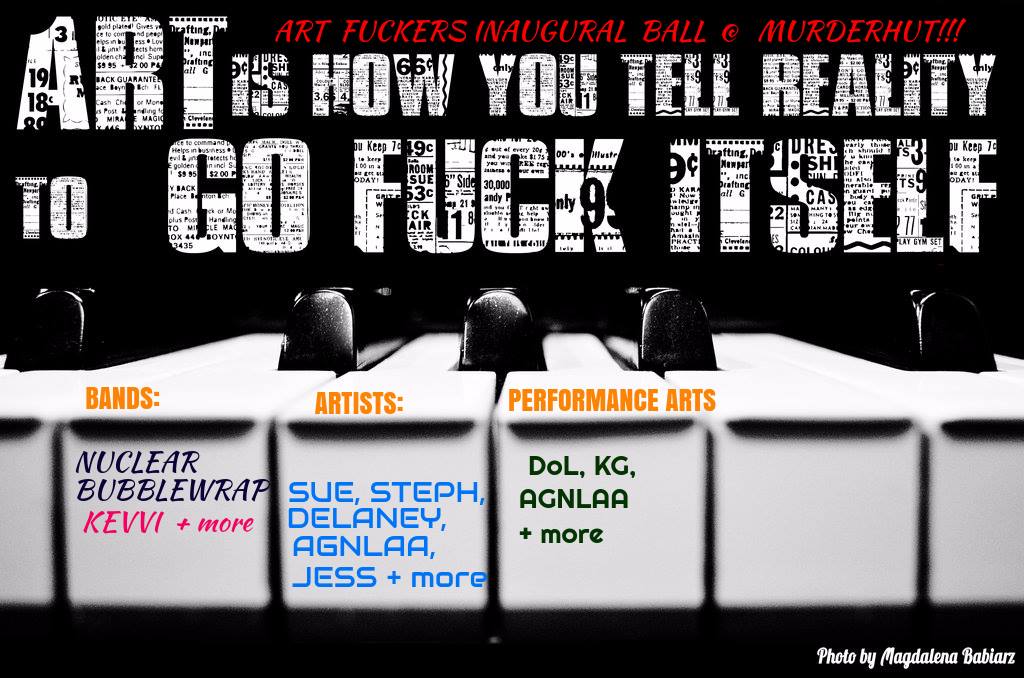 ART FUCKERS INAUGURAL BALL @ MURDERHUT!!!
ART IS HOW YOU TELL REALITY
TO GO FUCK ITSELF
BANDS:
NUCLEAR
BUBBLEWRAP
KEVVI + more
ARTISTS:
SUE, STEPH,
DELANEY,
AGNLAA,
JESS + more
PERFORMANCE ARTS
DoL, KG,
AGNLAA
+ more
Photo by Magdalena Babiarz